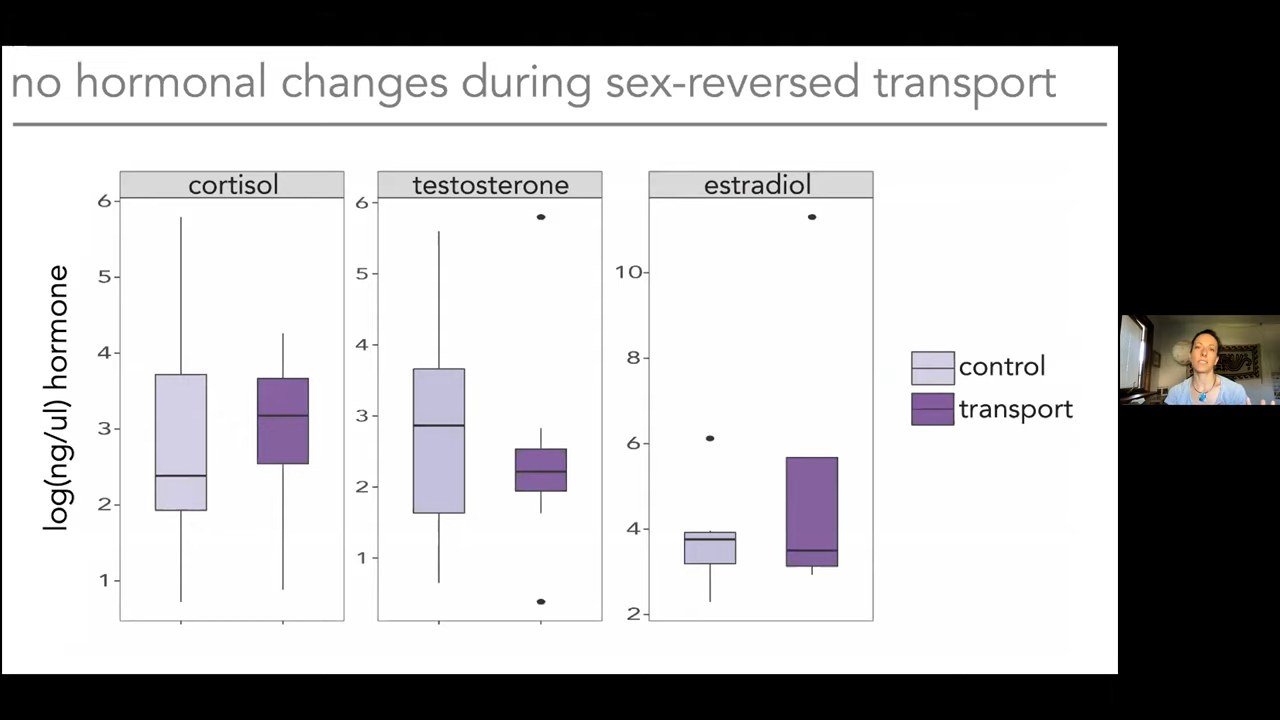 no hormonal changes during sex-reversed transport
cortisol
testosterone
estradiol
log(ng/ul) hormone
6
5
4
3
2
1
6
5
4
3
2
1
10
8
6
4
2
control
transport